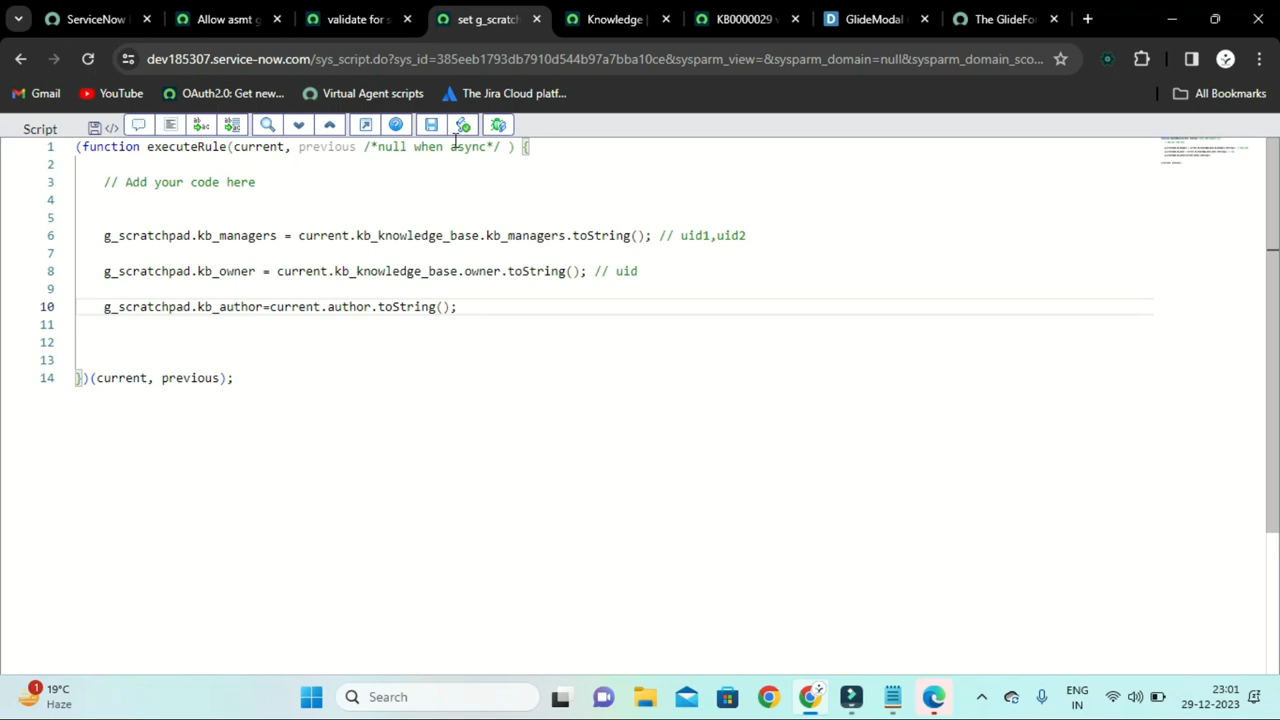 ServiceNow
Allow asmt g
validate for s
set g_scratch
Knowledge
KB0000029 v
GlideModal
The GlideFor
dev185307.service-now.com/sys_script.do?sys_id=385eeb1793db7910d544b97a7bba10ce&sysparm_view=&sysparm_domain=null&sysparm_domain_sco...
Gmail
YouTube
OAuth2.0: Get new...
Virtual Agent scripts
The Jira Cloud platf...
All Bookmarks
Script
1 (function executeRule(current, previous /*null when async*/ ) {
2
3 // Add your code here
4
5
6 g_scratchpad.kb_managers = current.kb_knowledge_base.kb_managers.toString(); // uid1,uid2
7
8 g_scratchpad.kb_owner = current.kb_knowledge_base.owner.toString(); // uid
9
10 g_scratchpad.kb_author=current.author.toString();
11
12
13
14 })(current, previous);
1
19°C
Haze
Search
ENG
IN
23:01
29-12-2023